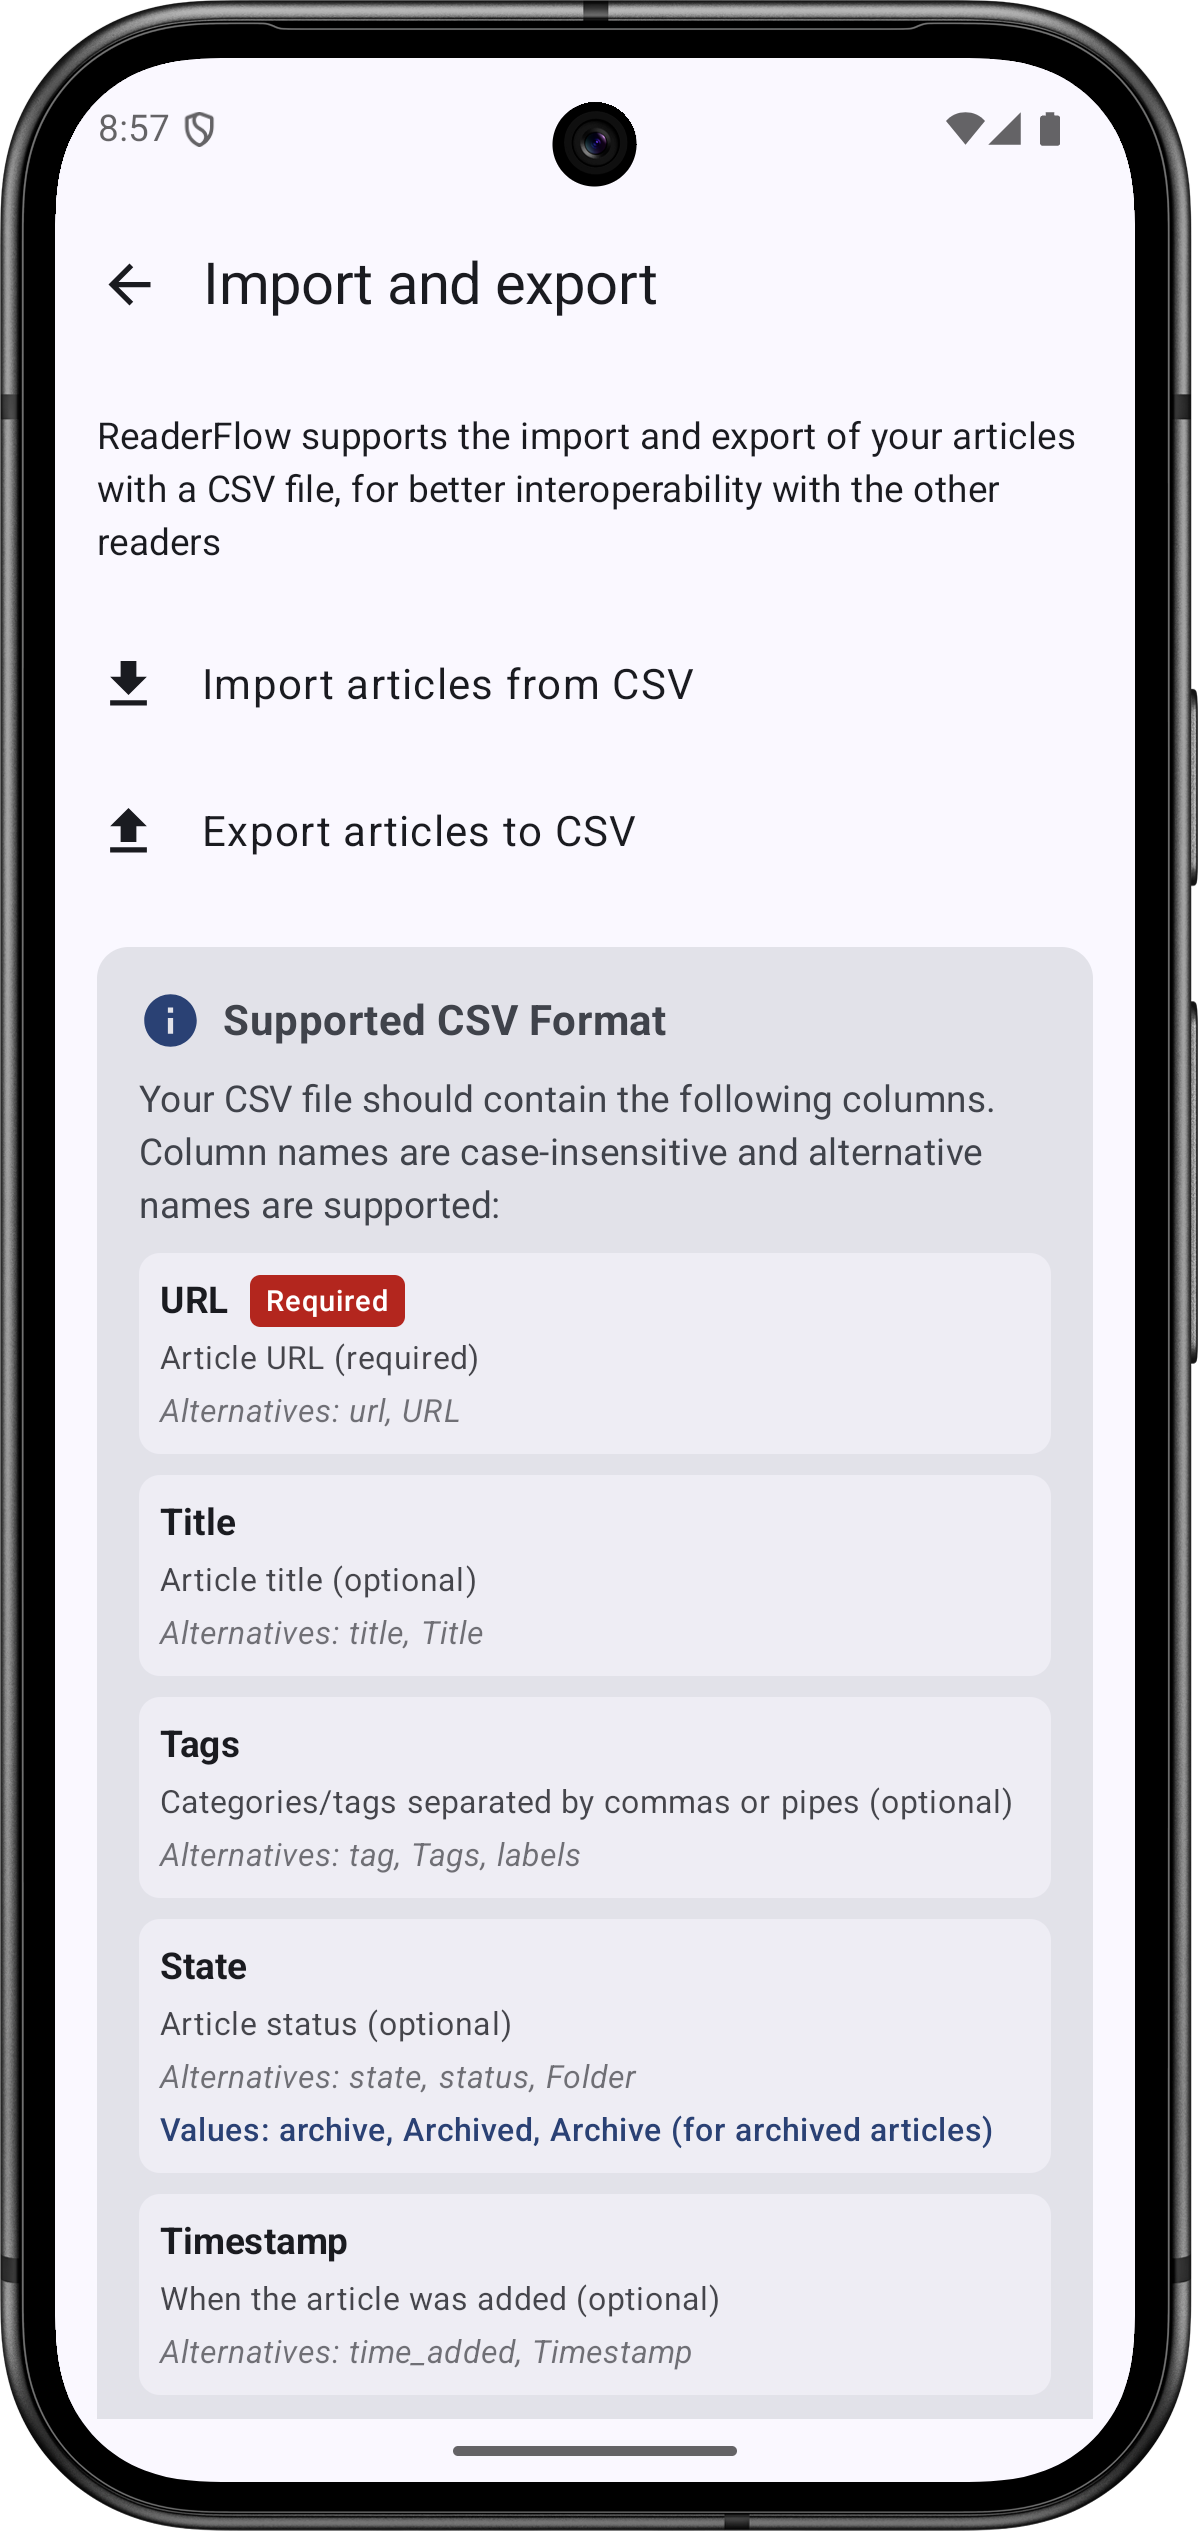 8:57
Import and export
ReaderFlow supports the import and export of your articles
with a CSV file, for better interoperability with the other
readers
Import articles from CSV
Export articles to CSV
Supported CSV Format
Your CSV file should contain the following columns.
Column names are case-insensitive and alternative
names are supported:
URL Required
Article URL (required)
Alternatives: url, URL
Title
Article title (optional)
Alternatives: title, Title
Tags
Categories/tags separated by commas or pipes (optional)
Alternatives: tag, Tags, labels
State
Article status (optional)
Alternatives: state, status, Folder
Values: archive, Archived, Archive (for archived articles)
Timestamp
When the article was added (optional)
Alternatives: time_added, Timestamp